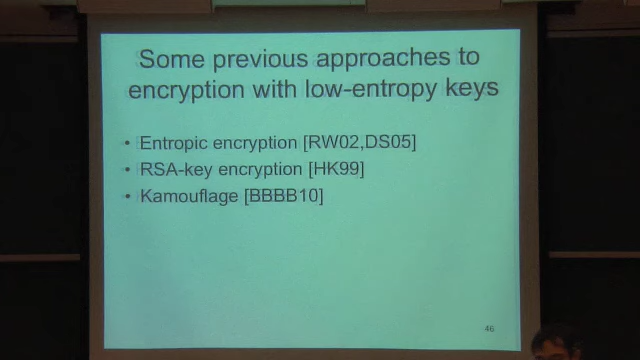 Some previous approaches to
encryption with low-entropy keys
• Entropic encryption [RW02,DS05]
• RSA-key encryption [HK99]
• Kamouflage [BBBB10]
46